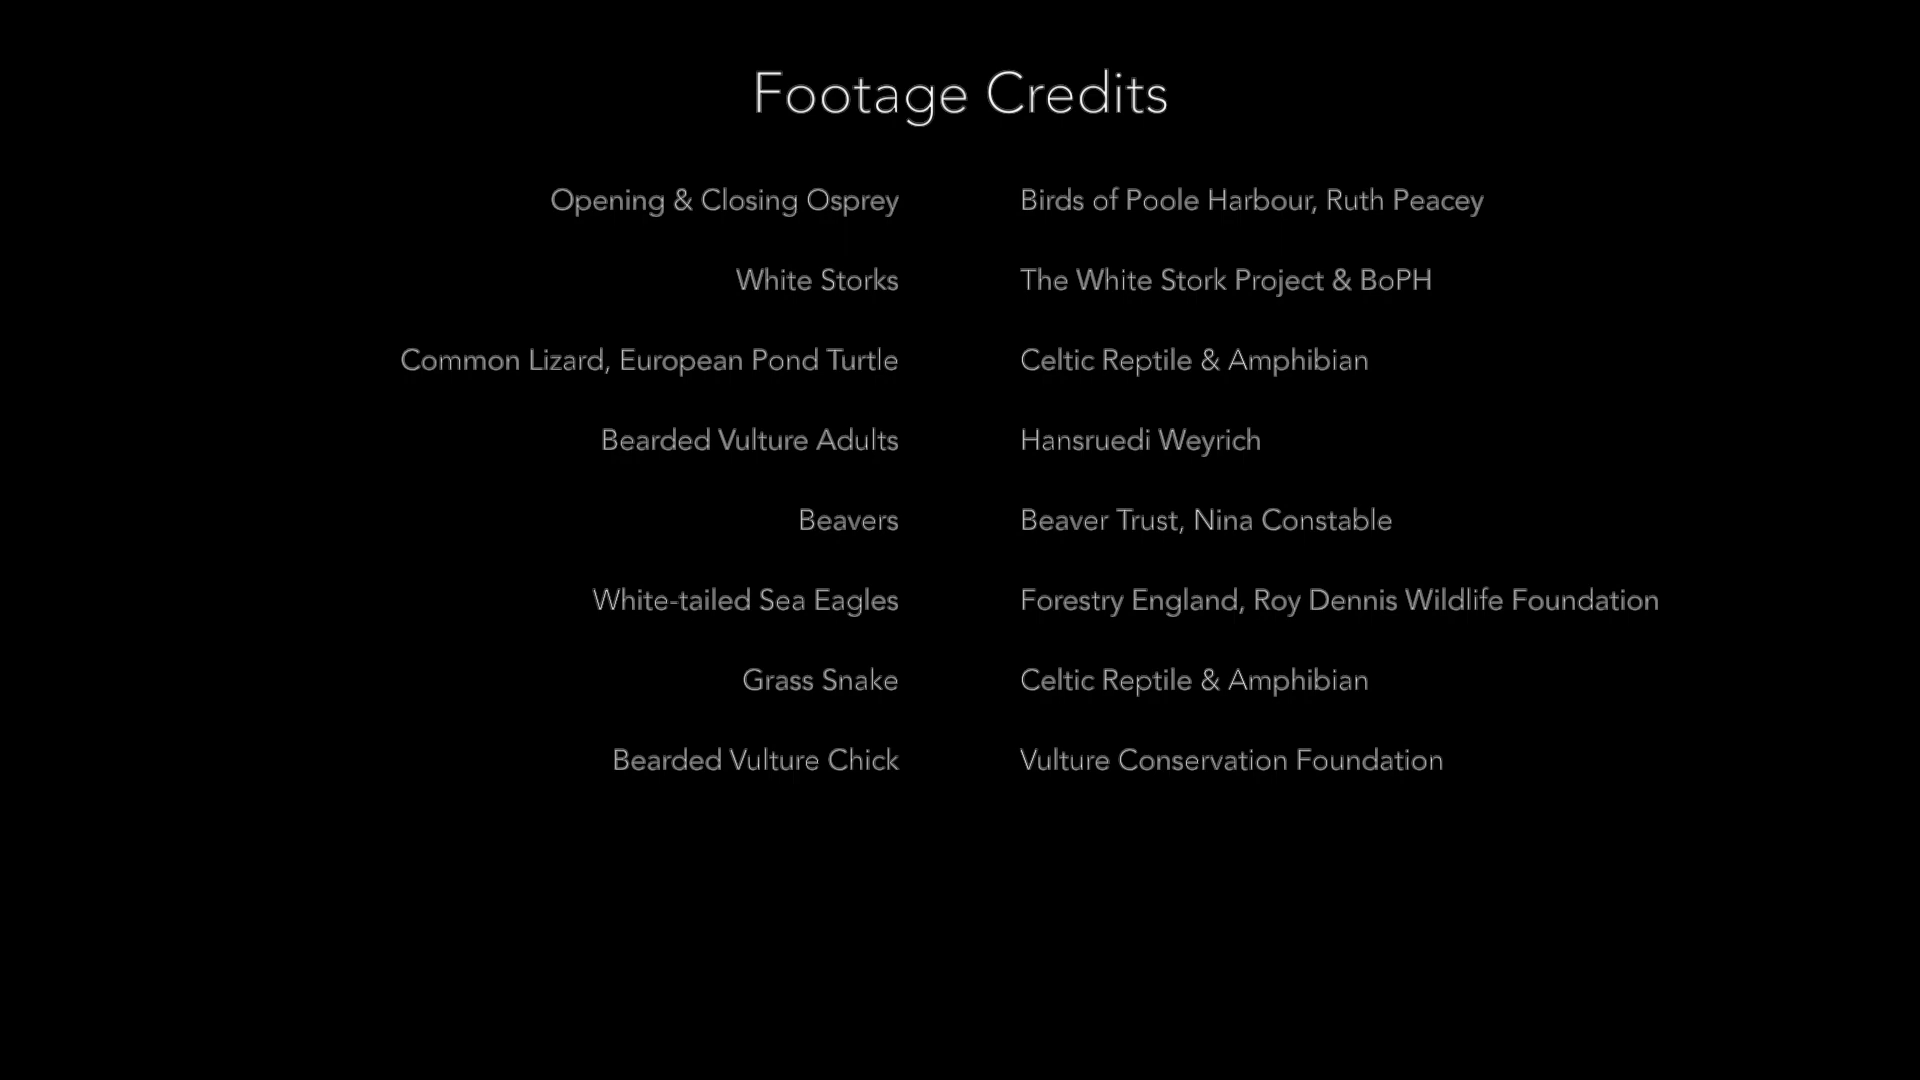 Footage Credits
Opening & Closing Osprey Birds of Poole Harbour, Ruth Peacey
White Storks The White Stork Project & BoPH
Common Lizard, European Pond Turtle Celtic Reptile & Amphibian
Bearded Vulture Adults Hansruedi Weyrich
Beavers Beaver Trust, Nina Constable
White-tailed Sea Eagles Forestry England, Roy Dennis Wildlife Foundation
Grass Snake Celtic Reptile & Amphibian
Bearded Vulture Chick Vulture Conservation Foundation